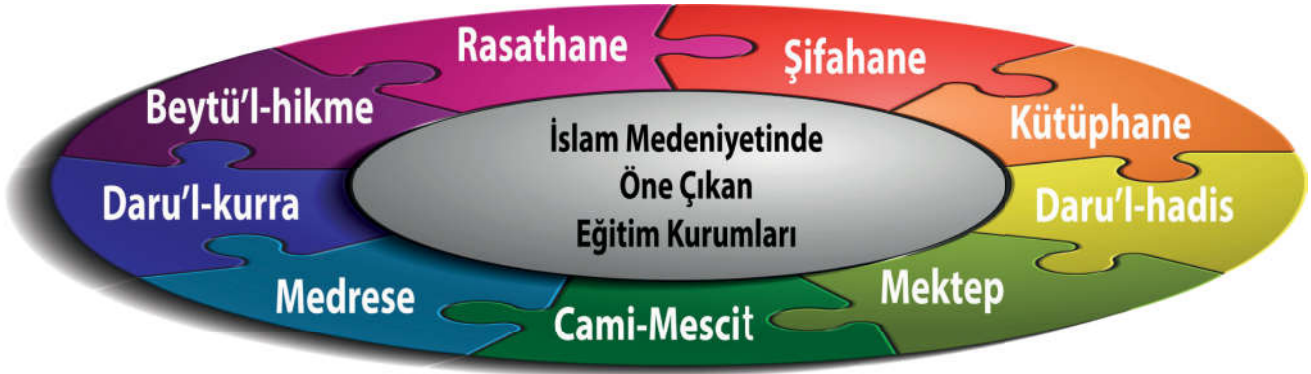 Rasathane
Şifahane
Beytü'l-hikme
Kütüphane
İslam Medeniyetinde
Öne Çıkan
Eğitim Kurumları
Daru'l-kurra
Daru'l-hadis
Medrese
Mektep
Cami-Mescit